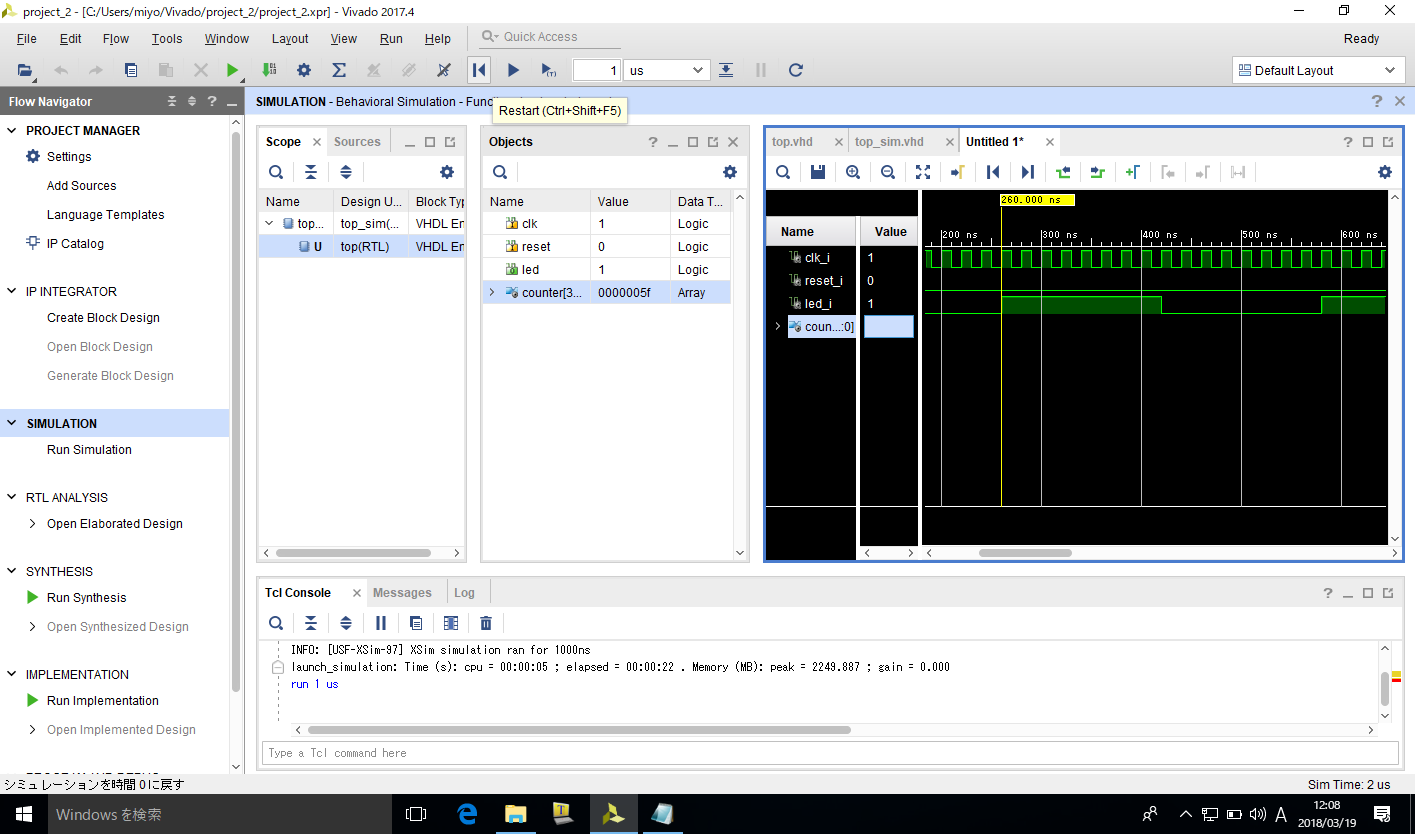 project_2 - [C:/Users/miyo/Vivado/project_2/project_2.xpr] - Vivado 2017.4
File Edit Flow Tools Window Layout View Run Help
Quick Access
Ready
1 us
Default Layout
Flow Navigator
SIMULATION - Behavioral Simulation -
Restart (Ctrl+Shift+F5)
PROJECT MANAGER
Settings
Add Sources
Language Templates
IP Catalog
IP INTEGRATOR
Create Block Design
Open Block Design
Generate Block Design
SIMULATION
Run Simulation
RTL ANALYSIS
Open Elaborated Design
SYNTHESIS
Run Synthesis
Open Synthesized Design
IMPLEMENTATION
Run Implementation
Open Implemented Design
Scope Sources
Name Design U... Block Typ
top... top_sim(... VHDL En
U top(RTL) VHDL En
Objects
Name Value Data T...
clk 1 Logic
reset 0 Logic
led 1 Logic
counter[3... 0000005f Array
top.vhd top_sim.vhd Untitled 1*
Name Value
clk_i 1
reset_i 0
led_i 1
coun...:0]
260.000 ns
200 ns 300 ns 400 ns 500 ns 600 ns
Tcl Console Messages Log
INFO: [USF-XSim-97] XSim simulation ran for 1000ns
launch_simulation: Time (s): cpu = 00:00:05 ; elapsed = 00:00:22 . Memory (MB): peak = 2249.887 ; gain = 0.000
run 1 us
Type a Tcl command here
シミュレーションを時間 0 に戻す
Sim Time: 2 us
Windows を検索
A
12:08
2018/03/19